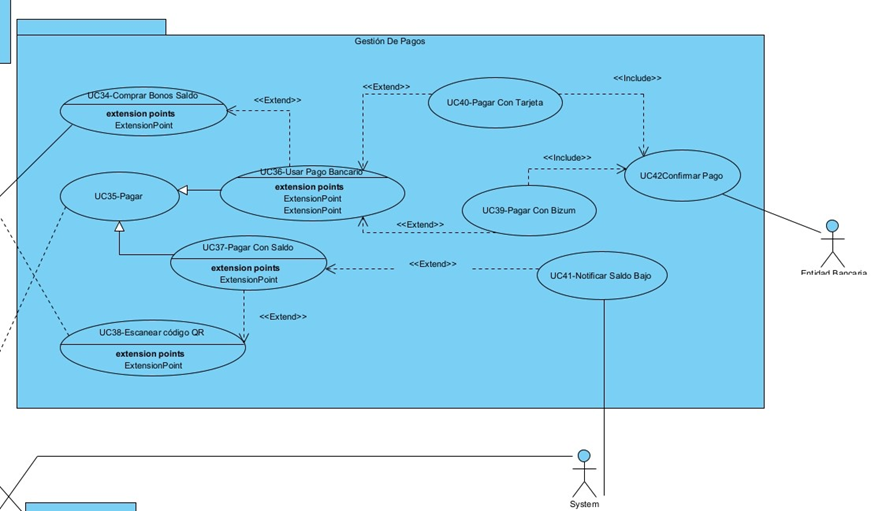 Gestión De Pagos
UC34-Comprar Bonos Saldo
extension points
ExtensionPoint
<<Extend>>
<<Extend>>
UC40-Pagar Con Tarjeta
<<Include>>
UC36-Usar Pago Bancario
extension points
ExtensionPoint
ExtensionPoint
<<Include>>
UC42Confirmar Pago
UC35-Pagar
UC39-Pagar Con Bizum
<<Extend>>
UC37-Pagar Con Saldo
extension points
ExtensionPoint
<<Extend>>
UC41-Notificar Saldo Bajo
Entidad Bancaria
<<Extend>>
UC38-Escanear código QR
extension points
ExtensionPoint
System